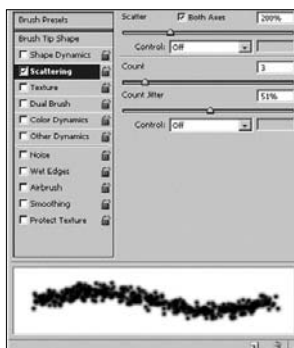 Brush Presets
Brush Tip Shape
Shape Dynamics
Scattering
Texture
Dual Brush
Color Dynamics
Other Dynamics
Noise
Wet Edges
Airbrush
Smoothing
Protect Texture
Scatter Both Axes 200%
Control: Off
Count 3
Count Jitter 51%
Control: Off